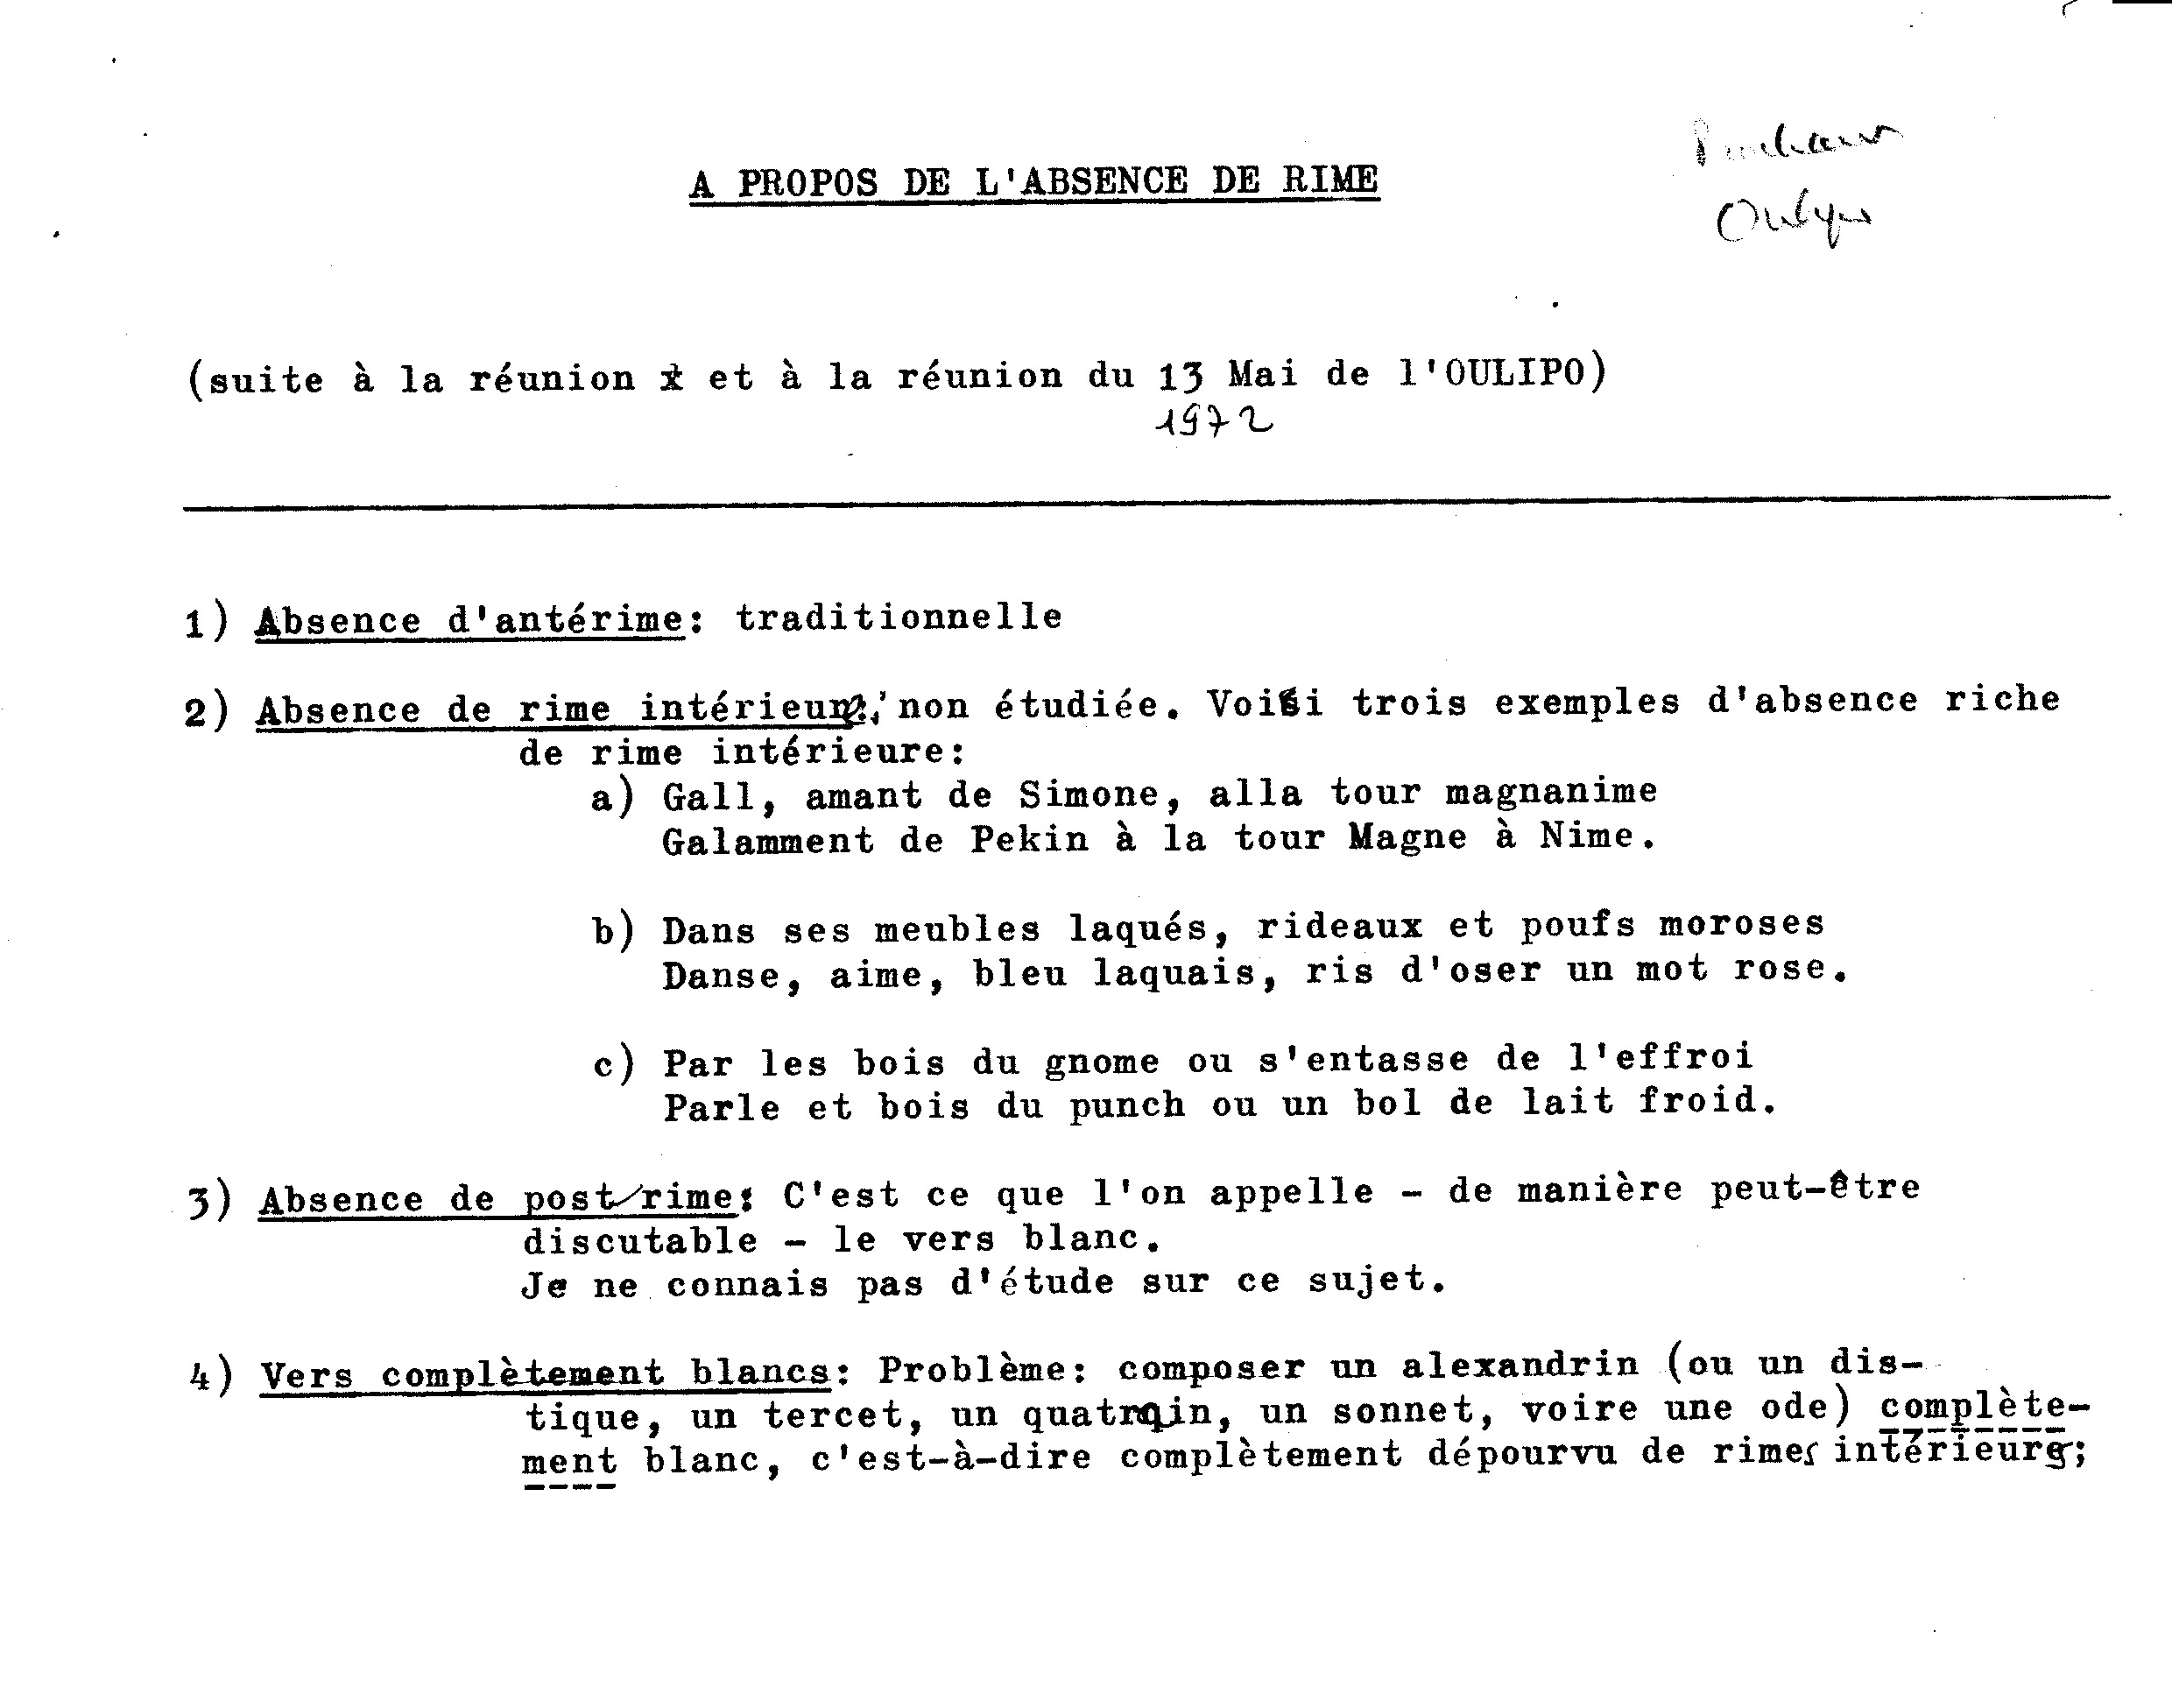 A PROPOS DE L'ABSENCE DE RIME
(suite à la réunion et à la réunion du 13 Mai de l'OULIPO)
1972
1) Absence d'antérime: traditionnelle
2) Absence de rime intérieure: non étudiée. Voici trois exemples d'absence riche
de rime intérieure:
a) Gall, amant de Simone, alla tour magnanime
Galamment de Pekin à la tour Magne à Nime.
b) Dans ses meubles laqués, rideaux et poufs moroses
Danse, aime, bleu laquais, ris d'oser un mot rose.
c) Par les bois du gnome ou s'entasse de l'effroi
Parle et bois du punch ou un bol de lait froid.
3) Absence de post rime: C'est ce que l'on appelle - de manière peut-être
discutable - le vers blanc.
Je ne connais pas d'étude sur ce sujet.
4) Vers complètement blancs: Problème: composer un alexandrin (ou un dis-
tique, un tercet, un quatrain, un sonnet, voire une ode) complète-
ment blanc, c'est-à-dire complètement dépourvu de rimes intérieurs;